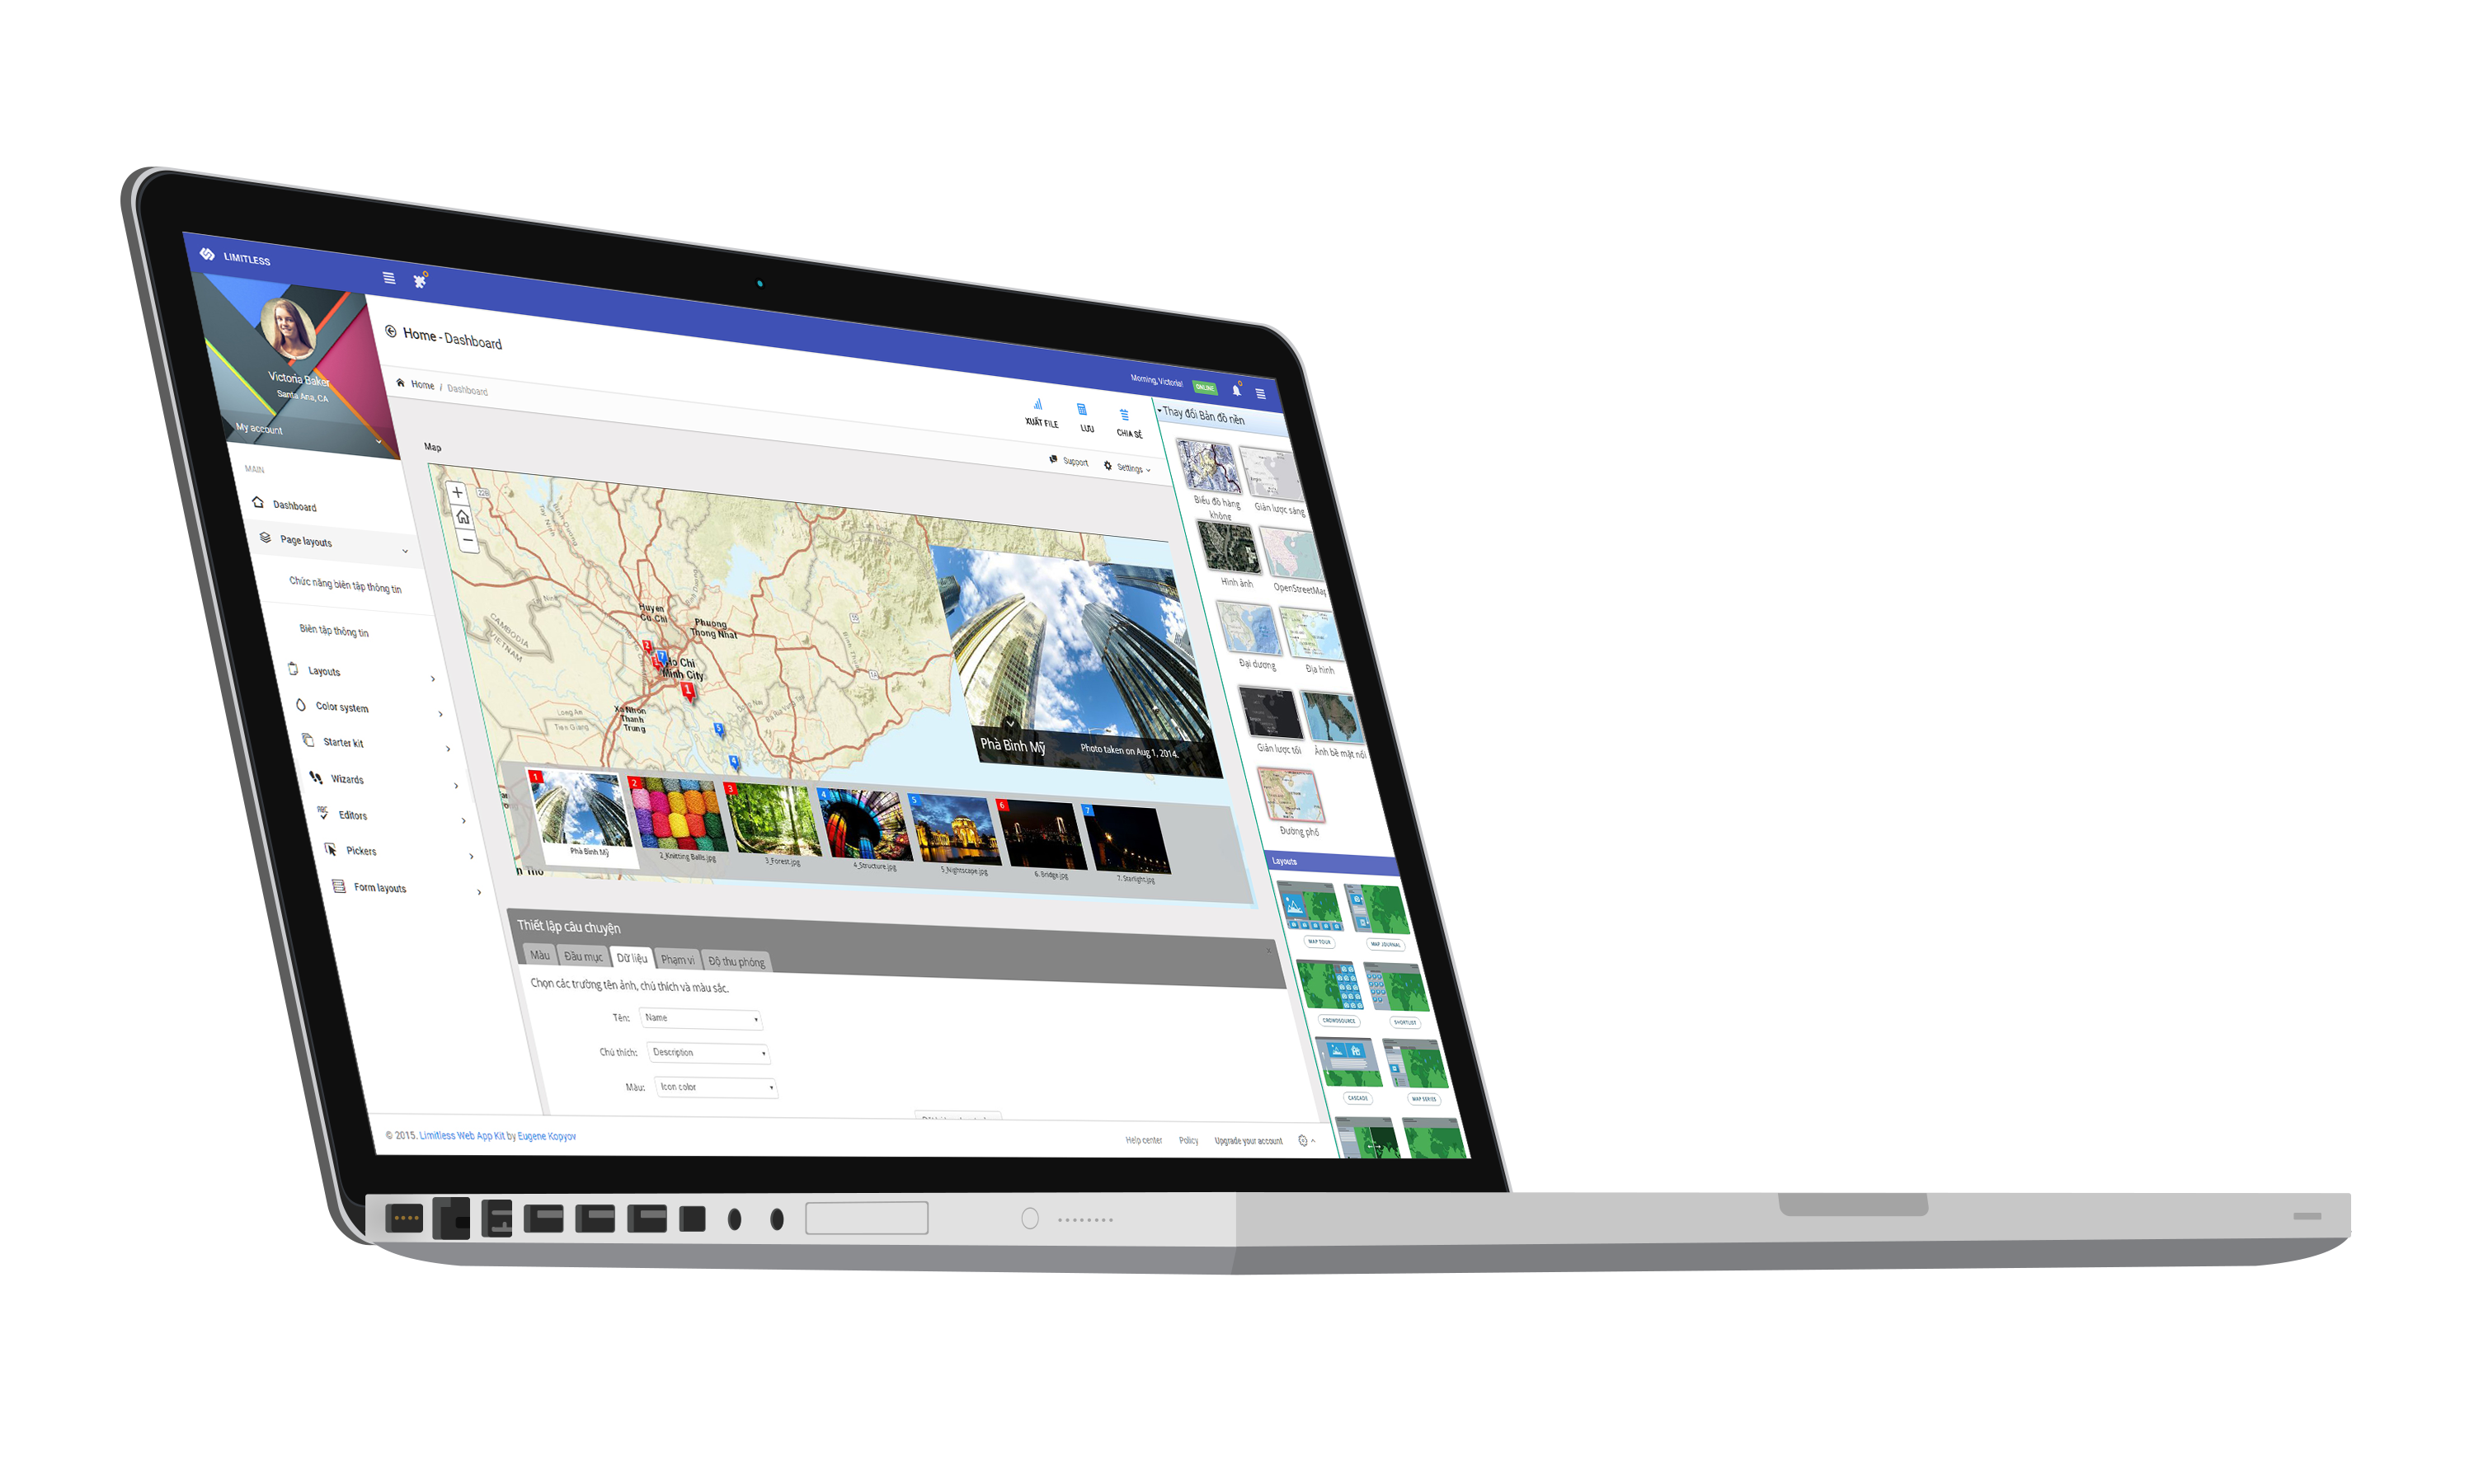 LIMITLESS
Morning, Victoria!
ONLINE
Victoria Baker
Santa Ana, CA
My account
MAIN
Dashboard
Page layouts
Chức năng biên tập thông tin
Biên tập thông tin
Layouts
Color system
Starter kit
Wizards
Editors
Pickers
Form layouts
Home - Dashboard
Home / Dashboard
XUẤT FILE
LƯU
CHIA SẺ
Support
Settings
Map
CAMBODIA
VIETNAM
Huyen
Cu Chi
Phuong
Thong Nhat
Ho Chi
Minh City
Xa Nhon
Thanh
Trung
Long An
Tien Giang
Phà Bình Mỹ
Photo taken on Aug 1, 2014.
1
2
3
4
5
6
7
Phà Bình Mỹ
2_Knitting Balls.jpg
3_Forest.jpg
4_Structure.jpg
5_Nightscape.jpg
6. Bridge.jpg
7. Starlight.jpg
Thiết lập câu chuyện
Màu
Đầu mục
Dữ liệu
Phạm vi
Độ thu phóng
Chọn các trường tên ảnh, chú thích và màu sắc.
Tên: Name
Chú thích: Description
Màu: Icon color
Thay đổi Bản đồ nền
Biểu đồ hàng
không
Giản lược sáng
Hình ảnh
OpenStreetMap
Đại dương
Địa hình
Giản lược tối
Ảnh bề mặt nổi
Đường phố
Layouts
MAP TOUR
MAP JOURNAL
CROWDSOURCE
SHORTLIST
CASCADE
MAP SERIES
© 2015. Limitless Web App Kit by Eugene Kopyov
Help center
Policy
Upgrade your account